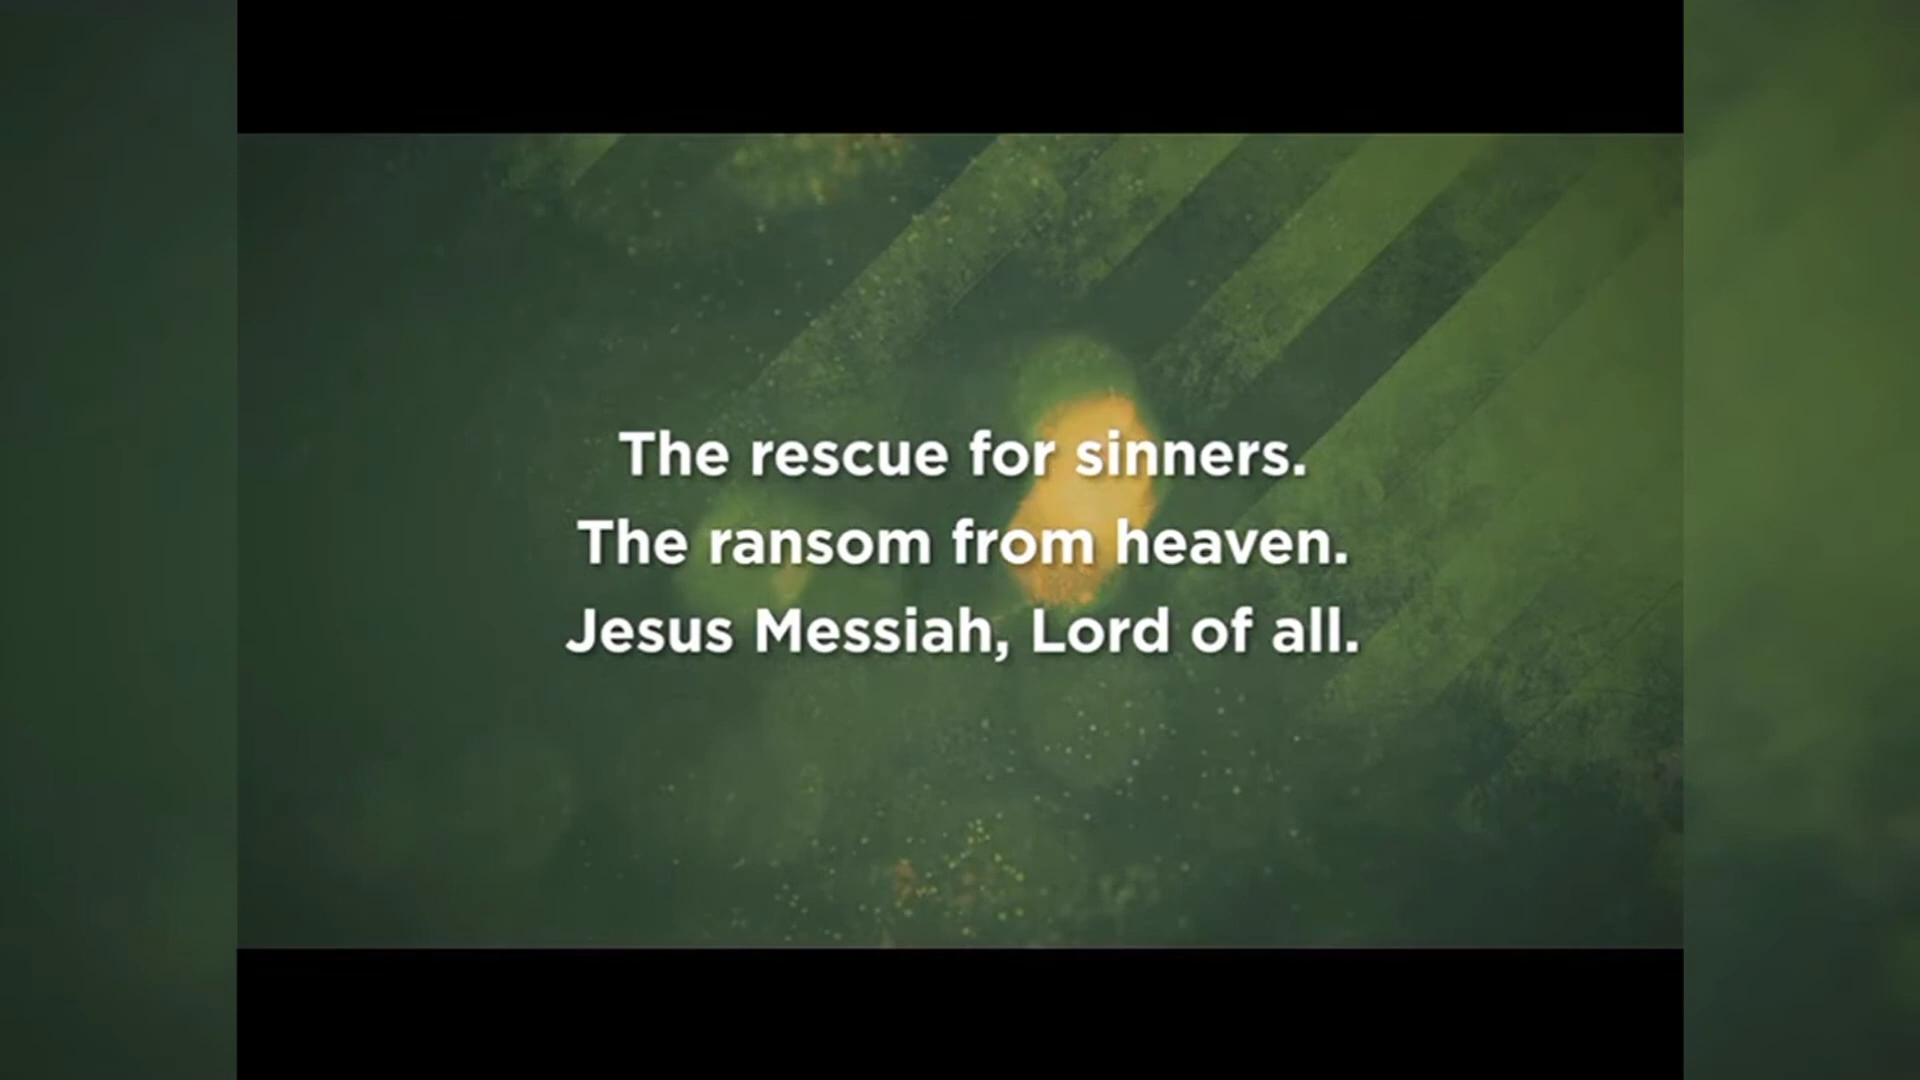 The rescue for sinners.
The ransom from heaven.
Jesus Messiah, Lord of all.